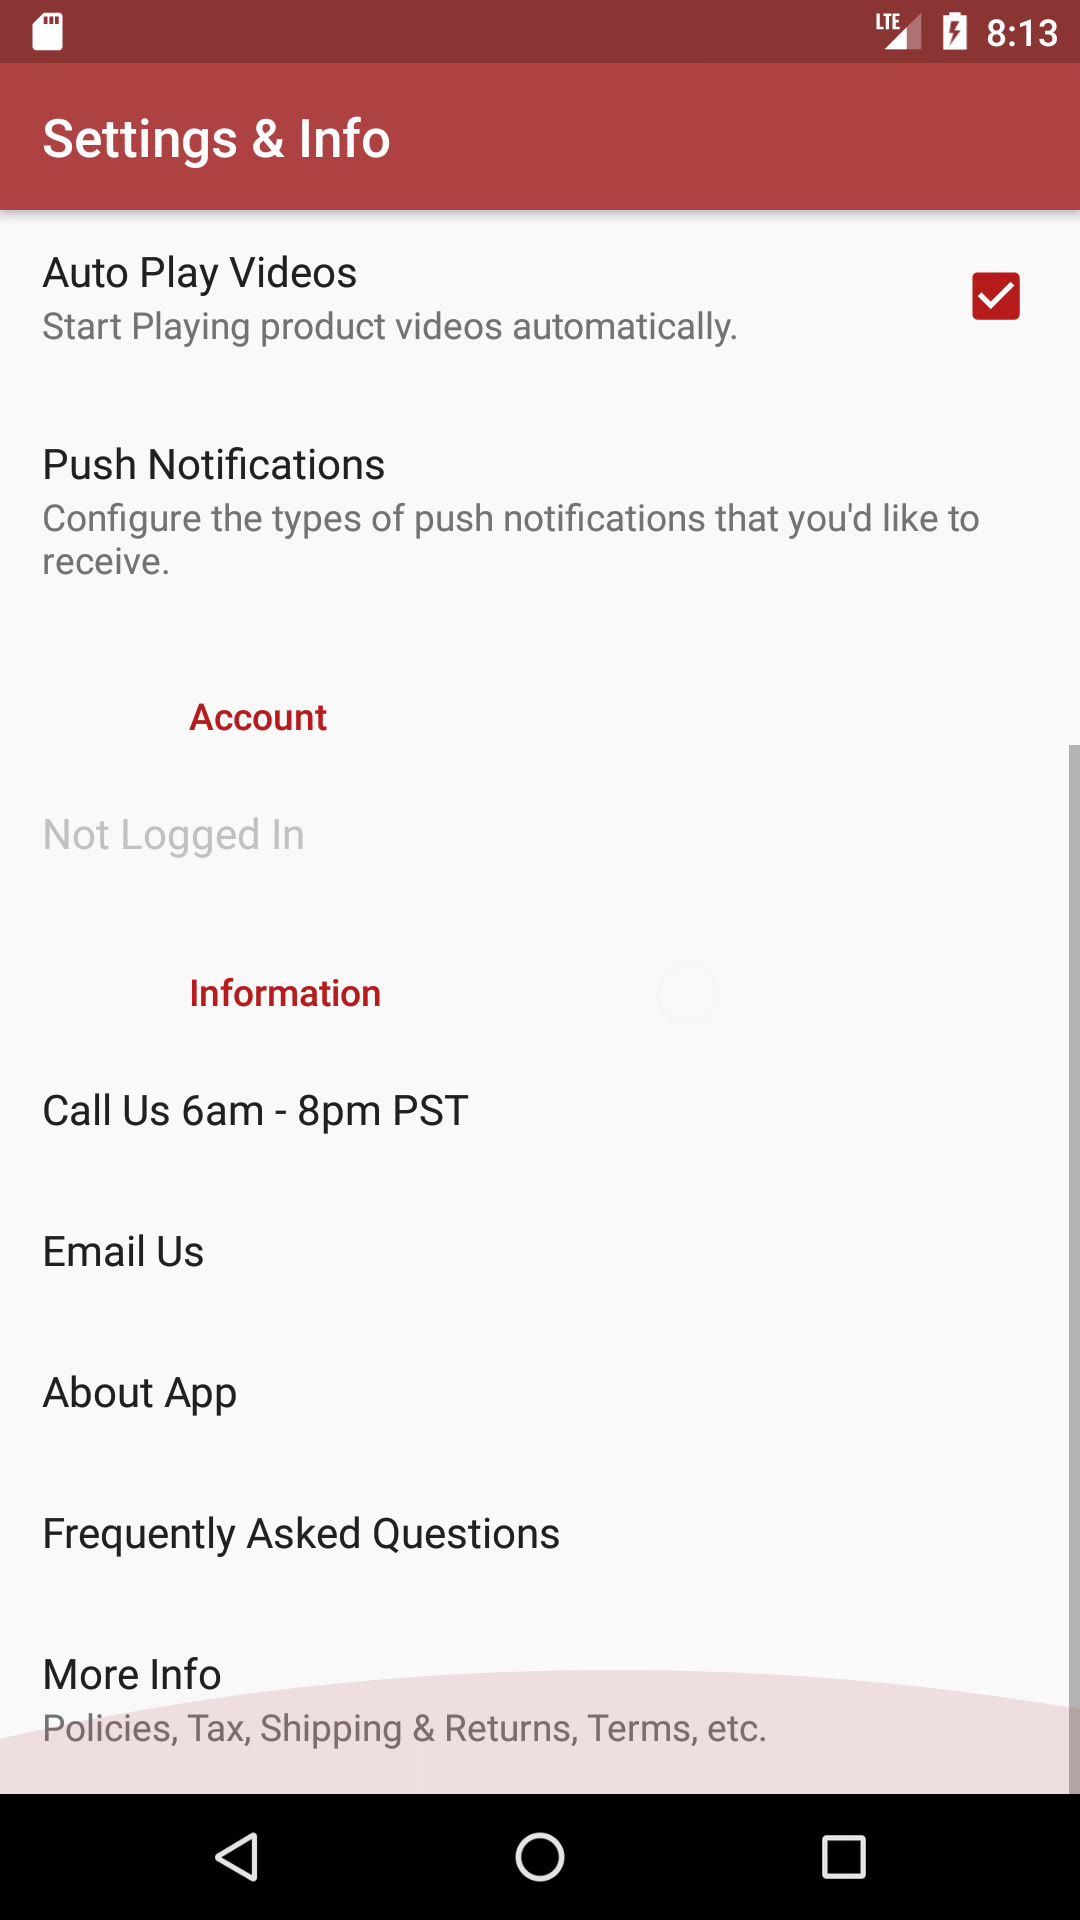 LTE 8:13
Settings & Info
Auto Play Videos
Start Playing product videos automatically.
Push Notifications
Configure the types of push notifications that you'd like to
receive.
Account
Not Logged In
Information
Call Us 6am - 8pm PST
Email Us
About App
Frequently Asked Questions
More Info
Policies, Tax, Shipping & Returns, Terms, etc.